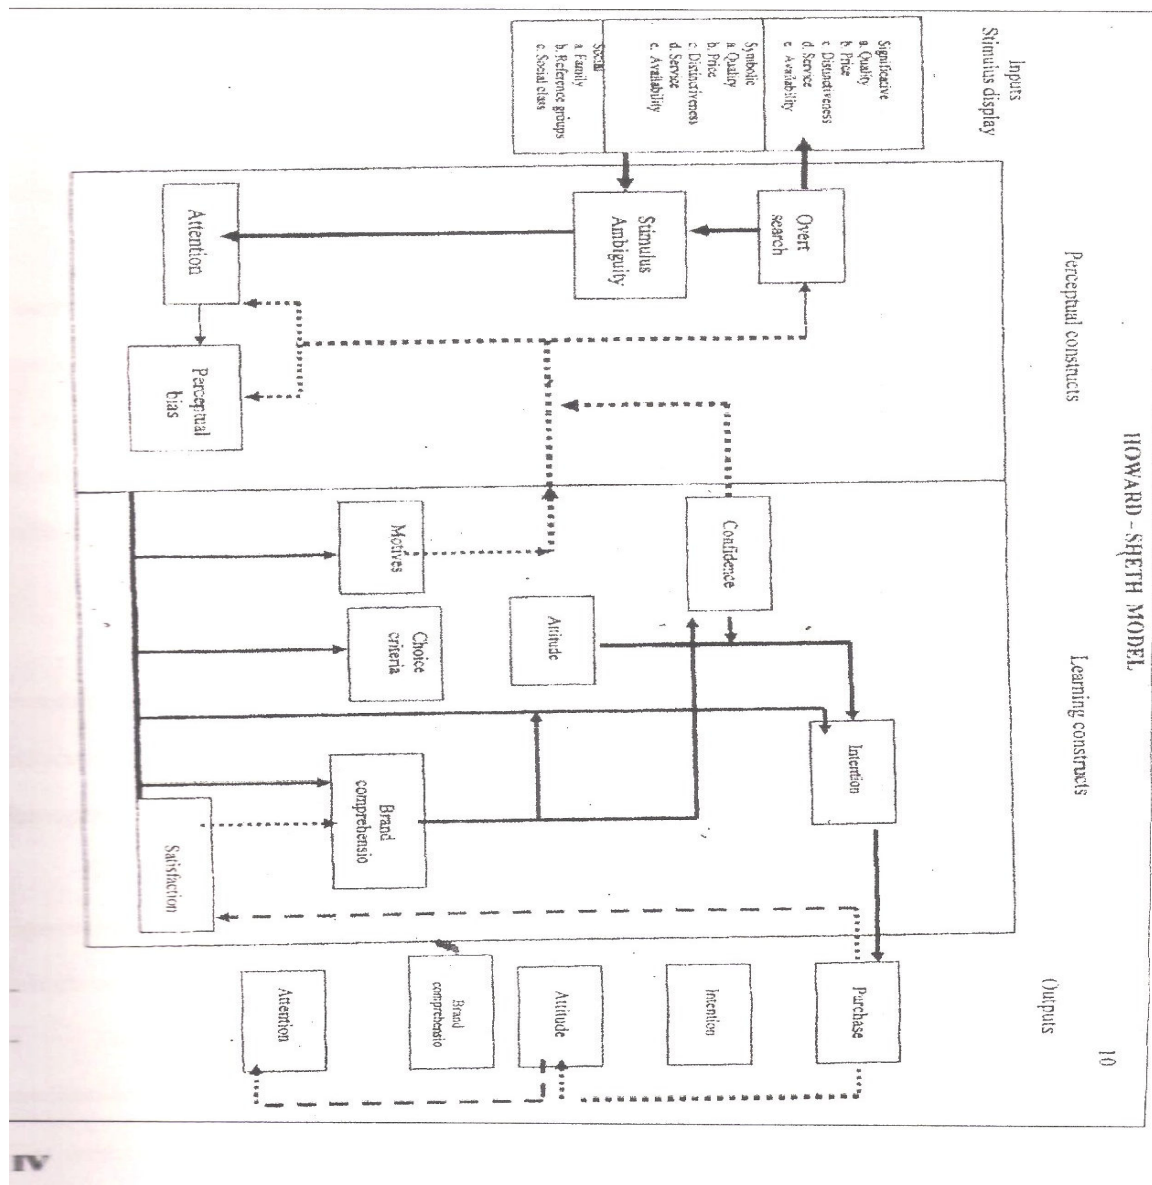 10
HOWARD - SHETH MODEL
Inputs
Stimulus display
Perceptual constructs
Learning constructs
Outputs
Significative
a. Quality
b. Price
c. Distinctiveness
d. Service
e. Availability
Symbolic
a. Quality
b. Price
c. Distinctiveness
d. Service
e. Availability
Social
a. Family
b. Reference groups
c. Social class
Overt
search
Stimulus
Ambiguity
Attention
Perceptual
bias
Confidence
Attitude
Motives
Choice
criteria
Intention
Brand
comprehensio
Satisfaction
Purchase
Intention
Attitude
Brand
comprehensio
Attention
IV